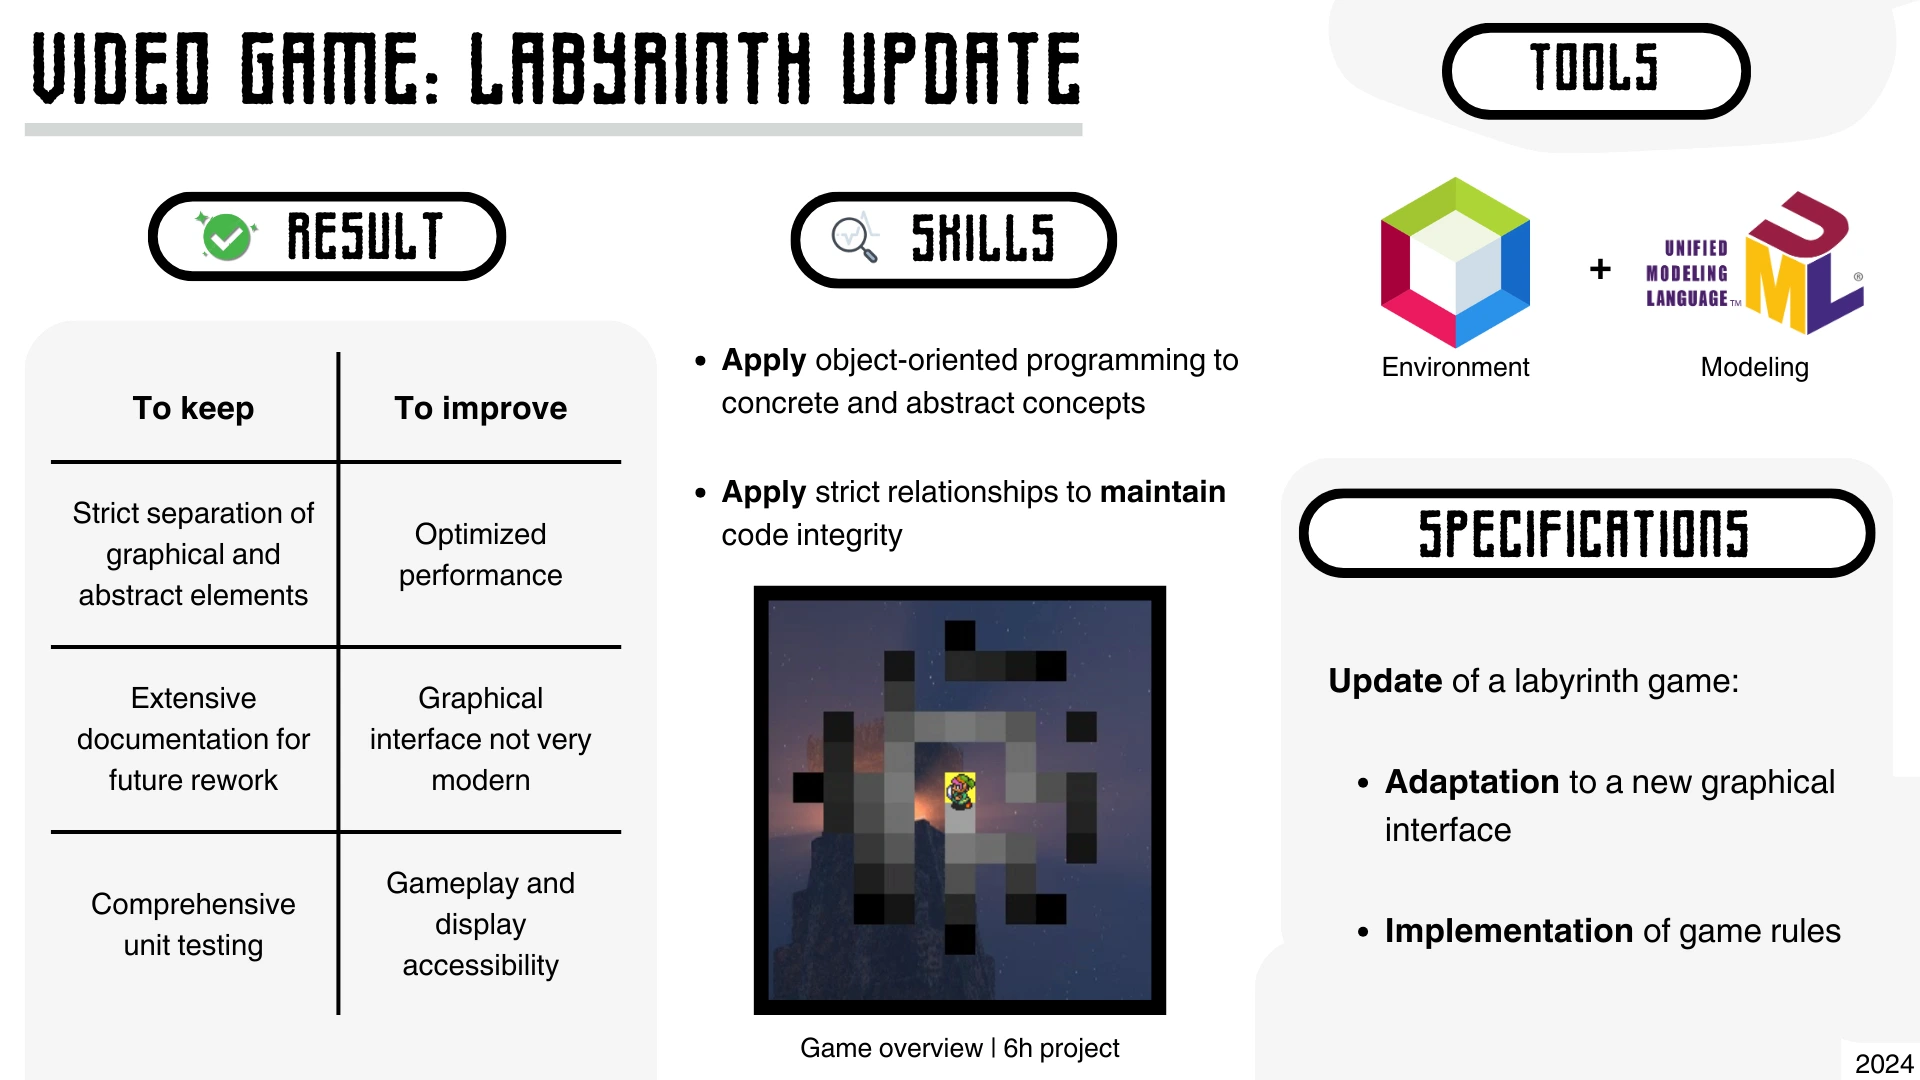 VIDEO GAME: LABYRINTH UPDATE
TOOLS
RESULT
SKILLS
UNIFIED
MODELING
LANGUAGE™
UML®
+
Environment
Modeling
To keep
To improve
Strict separation of
graphical and
abstract elements
Optimized
performance
Extensive
documentation for
future rework
Graphical
interface not very
modern
Comprehensive
unit testing
Gameplay and
display
accessibility
• Apply object-oriented programming to
concrete and abstract concepts
• Apply strict relationships to maintain
code integrity
Game overview | 6h project
SPECIFICATIONS
Update of a labyrinth game:
• Adaptation to a new graphical
interface
• Implementation of game rules
2024